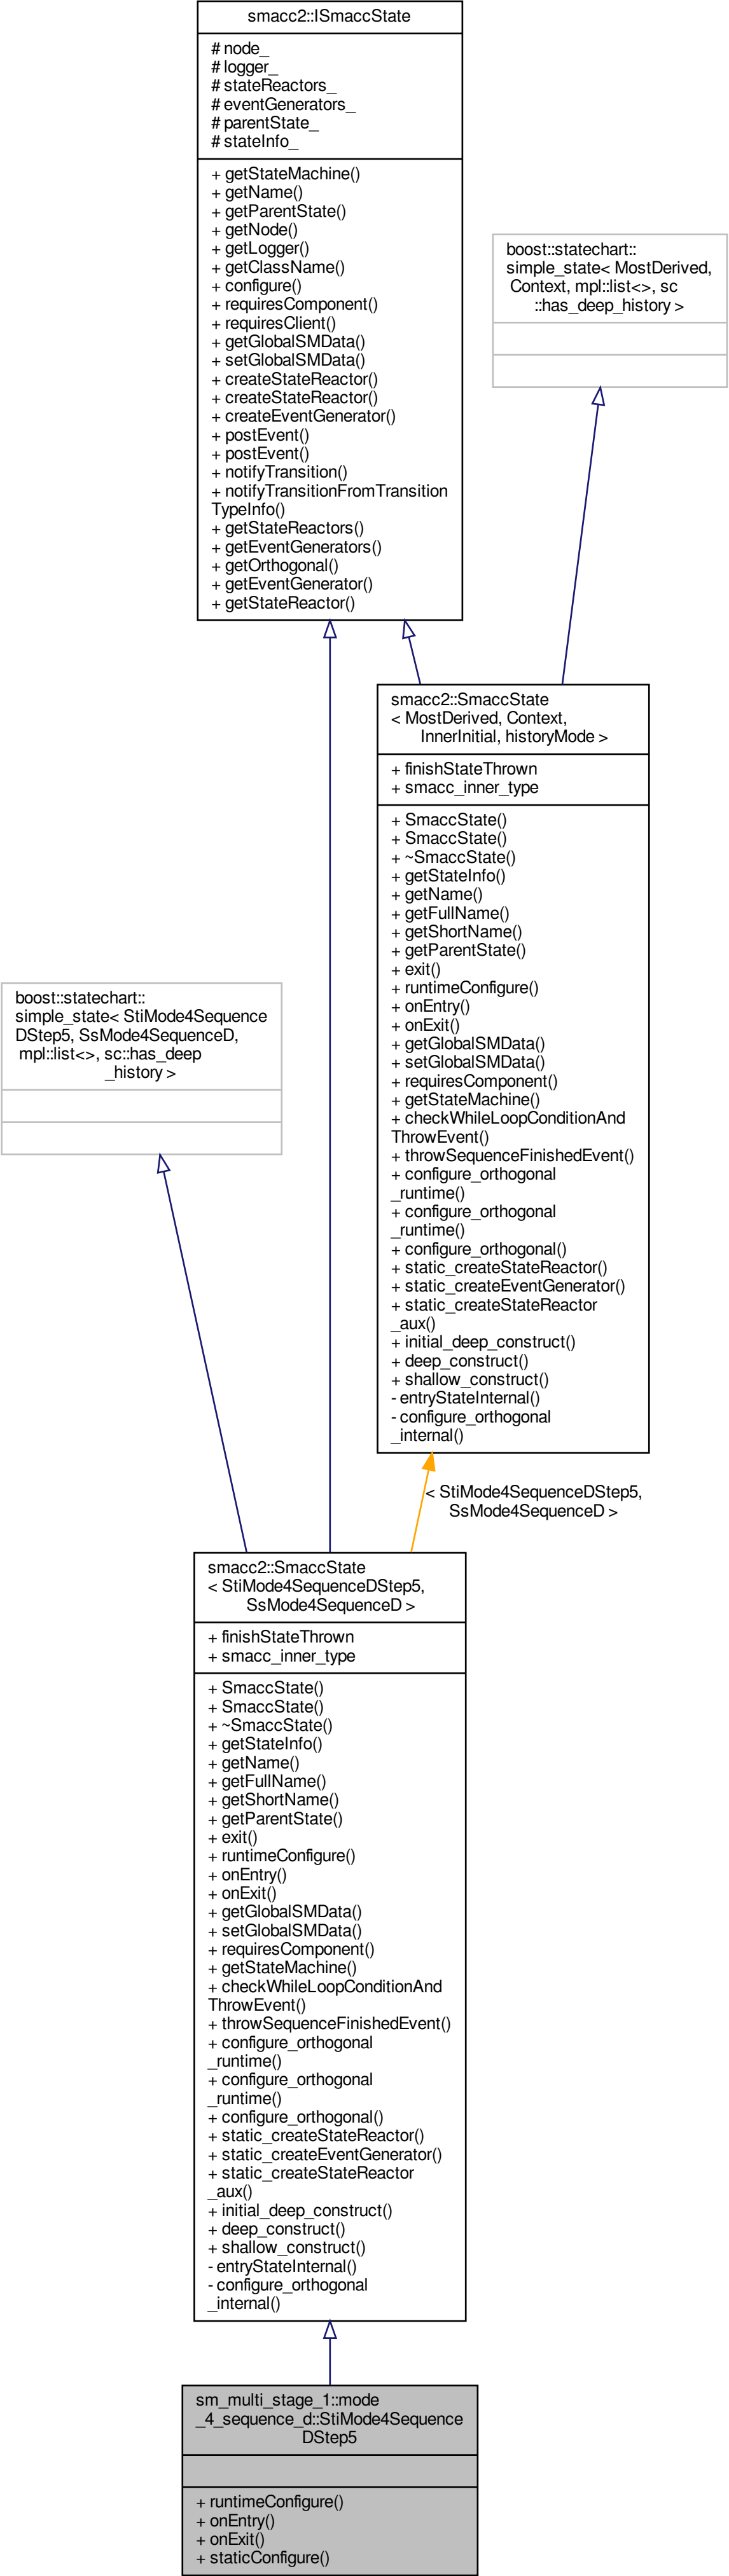 smacc2::ISmaccState
# node_
# logger_
# stateReactors_
# eventGenerators_
# parentState_
# stateInfo_
+ getStateMachine()
+ getName()
+ getParentState()
+ getNode()
+ getLogger()
+ getClassName()
+ configure()
+ requiresComponent()
+ requiresClient()
+ getGlobalSMData()
+ setGlobalSMData()
+ createStateReactor()
+ createStateReactor()
+ createEventGenerator()
+ postEvent()
+ postEvent()
+ notifyTransition()
+ notifyTransitionFromTransition
TypeInfo()
+ getStateReactors()
+ getEventGenerators()
+ getOrthogonal()
+ getEventGenerator()
+ getStateReactor()
boost::statechart::
simple_state< MostDerived,
Context, mpl::list<>, sc
::has_deep_history >
smacc2::SmaccState
< MostDerived, Context,
InnerInitial, historyMode >
+ finishStateThrown
+ smacc_inner_type
+ SmaccState()
+ SmaccState()
+ ~SmaccState()
+ getStateInfo()
+ getName()
+ getFullName()
+ getShortName()
+ getParentState()
+ exit()
+ runtimeConfigure()
+ onEntry()
+ onExit()
+ getGlobalSMData()
+ setGlobalSMData()
+ requiresComponent()
+ getStateMachine()
+ checkWhileLoopConditionAnd
ThrowEvent()
+ throwSequenceFinishedEvent()
+ configure_orthogonal
_runtime()
+ configure_orthogonal
_runtime()
+ configure_orthogonal()
+ static_createStateReactor()
+ static_createEventGenerator()
+ static_createStateReactor
_aux()
+ initial_deep_construct()
+ deep_construct()
+ shallow_construct()
- entryStateInternal()
- configure_orthogonal
_internal()
boost::statechart::
simple_state< StiMode4Sequence
DStep5, SsMode4SequenceD,
mpl::list<>, sc::has_deep
_history >
< StiMode4SequenceDStep5,
SsMode4SequenceD >
smacc2::SmaccState
< StiMode4SequenceDStep5,
SsMode4SequenceD >
+ finishStateThrown
+ smacc_inner_type
+ SmaccState()
+ SmaccState()
+ ~SmaccState()
+ getStateInfo()
+ getName()
+ getFullName()
+ getShortName()
+ getParentState()
+ exit()
+ runtimeConfigure()
+ onEntry()
+ onExit()
+ getGlobalSMData()
+ setGlobalSMData()
+ requiresComponent()
+ getStateMachine()
+ checkWhileLoopConditionAnd
ThrowEvent()
+ throwSequenceFinishedEvent()
+ configure_orthogonal
_runtime()
+ configure_orthogonal
_runtime()
+ configure_orthogonal()
+ static_createStateReactor()
+ static_createEventGenerator()
+ static_createStateReactor
_aux()
+ initial_deep_construct()
+ deep_construct()
+ shallow_construct()
- entryStateInternal()
- configure_orthogonal
_internal()
sm_multi_stage_1::mode
_4_sequence_d::StiMode4Sequence
DStep5
+ runtimeConfigure()
+ onEntry()
+ onExit()
+ staticConfigure()